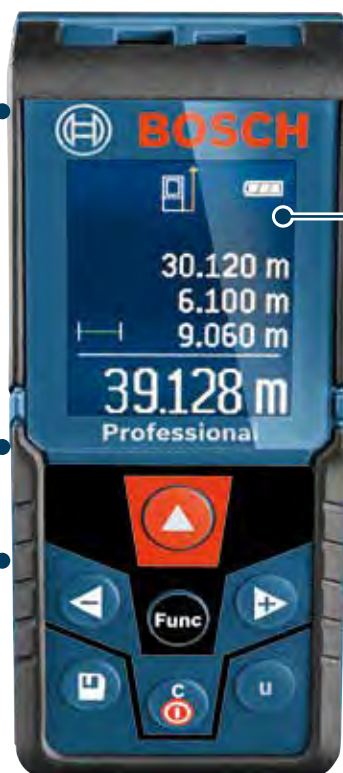 BOSCH
30.120 m
6.100 m
9.060 m
39.128 m
Professional
Func
C
u